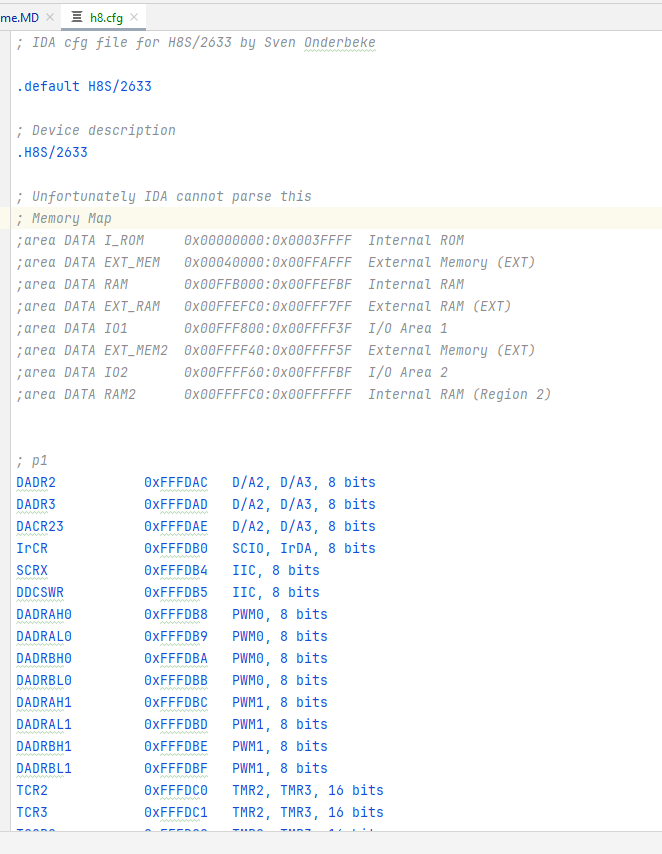 me.MD
h8.cfg
; IDA cfg file for H8S/2633 by Sven Onderbeke
.default H8S/2633
; Device description
.H8S/2633
; Unfortunately IDA cannot parse this
; Memory Map
;area DATA I_ROM     0x00000000:0x0003FFFF  Internal ROM
;area DATA EXT_MEM   0x00040000:0x00FFAFFF  External Memory (EXT)
;area DATA RAM       0x00FFB000:0x00FFEFBF  Internal RAM
;area DATA EXT_RAM   0x00FFEFC0:0x00FFF7FF  External RAM (EXT)
;area DATA IO1       0x00FFF800:0x00FFFF3F  I/O Area 1
;area DATA EXT_MEM2  0x00FFFF40:0x00FFFF5F  External Memory (EXT)
;area DATA IO2       0x00FFFF60:0x00FFFFBF  I/O Area 2
;area DATA RAM2      0x00FFFFC0:0x00FFFFFF  Internal RAM (Region 2)
; p1
DADR2           0xFFFDAC   D/A2, D/A3, 8 bits
DADR3           0xFFFDAD   D/A2, D/A3, 8 bits
DACR23          0xFFFDAE   D/A2, D/A3, 8 bits
IrCR            0xFFFDB0   SCIO, IrDA, 8 bits
SCRX            0xFFFDB4   IIC, 8 bits
DDCSWR          0xFFFDB5   IIC, 8 bits
DADRAH0         0xFFFDB8   PWM0, 8 bits
DADRAL0         0xFFFDB9   PWM0, 8 bits
DADRBH0         0xFFFDBA   PWM0, 8 bits
DADRBL0         0xFFFDBB   PWM0, 8 bits
DADRAH1         0xFFFDBC   PWM1, 8 bits
DADRAL1         0xFFFDBD   PWM1, 8 bits
DADRBH1         0xFFFDBE   PWM1, 8 bits
DADRBL1         0xFFFDBF   PWM1, 8 bits
TCR2            0xFFFDC0   TMR2, TMR3, 16 bits
TCR3            0xFFFDC1   TMR2, TMR3, 16 bits